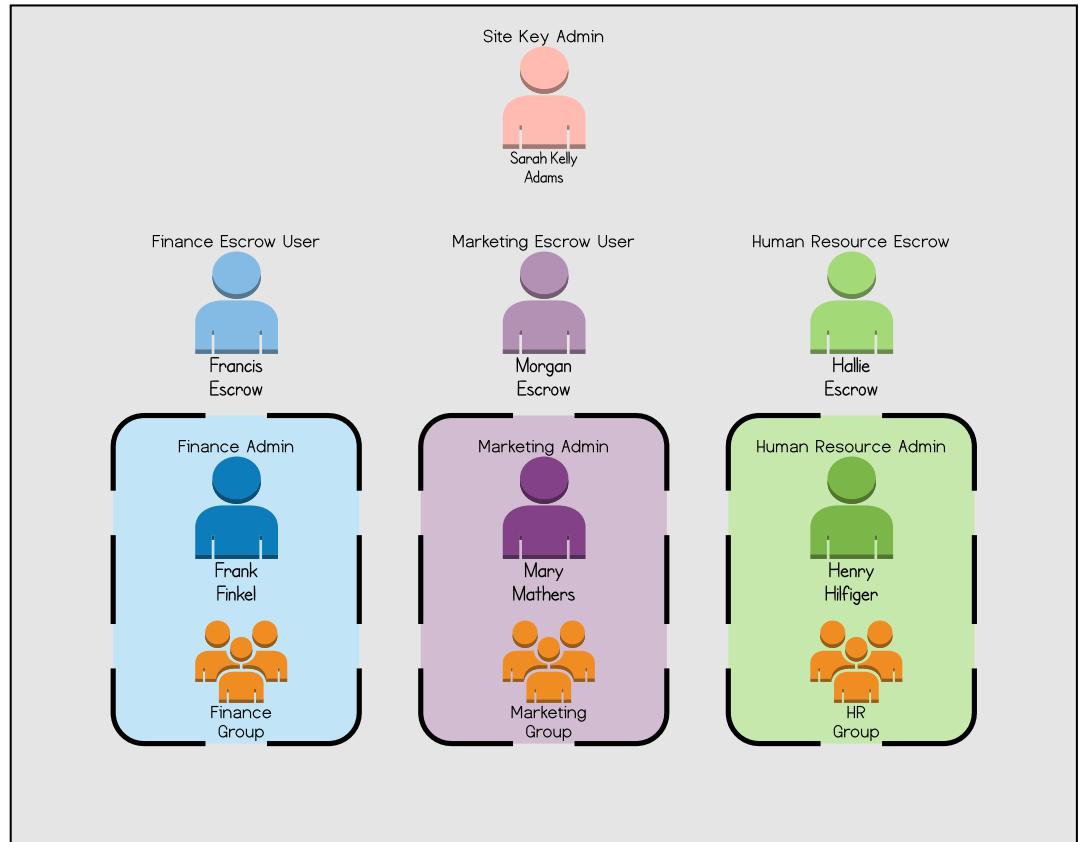 Site Key Admin
Sarah Kelly
Adams
Finance Escrow User
Francis
Escrow
Marketing Escrow User
Morgan
Escrow
Human Resource Escrow
Hallie
Escrow
Finance Admin
Frank
Finkel
Finance
Group
Marketing Admin
Mary
Mathers
Marketing
Group
Human Resource Admin
Henry
Hilfiger
HR
Group